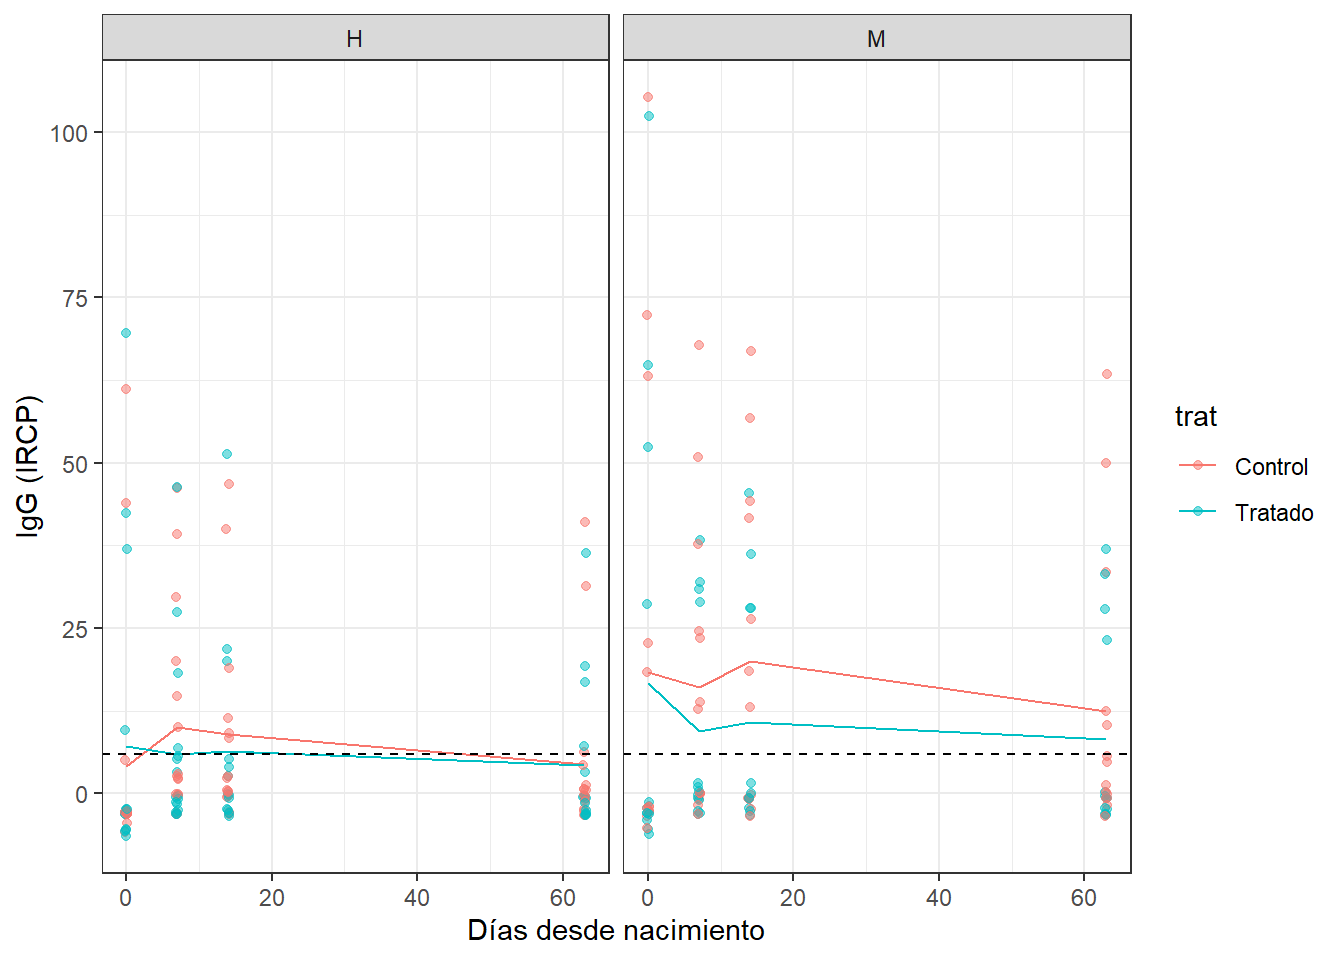 H
M
100
75
50
25
0
0
20
40
60
0
20
40
60
Días desde nacimiento
IgG (IRCP)
trat
Control
Tratado